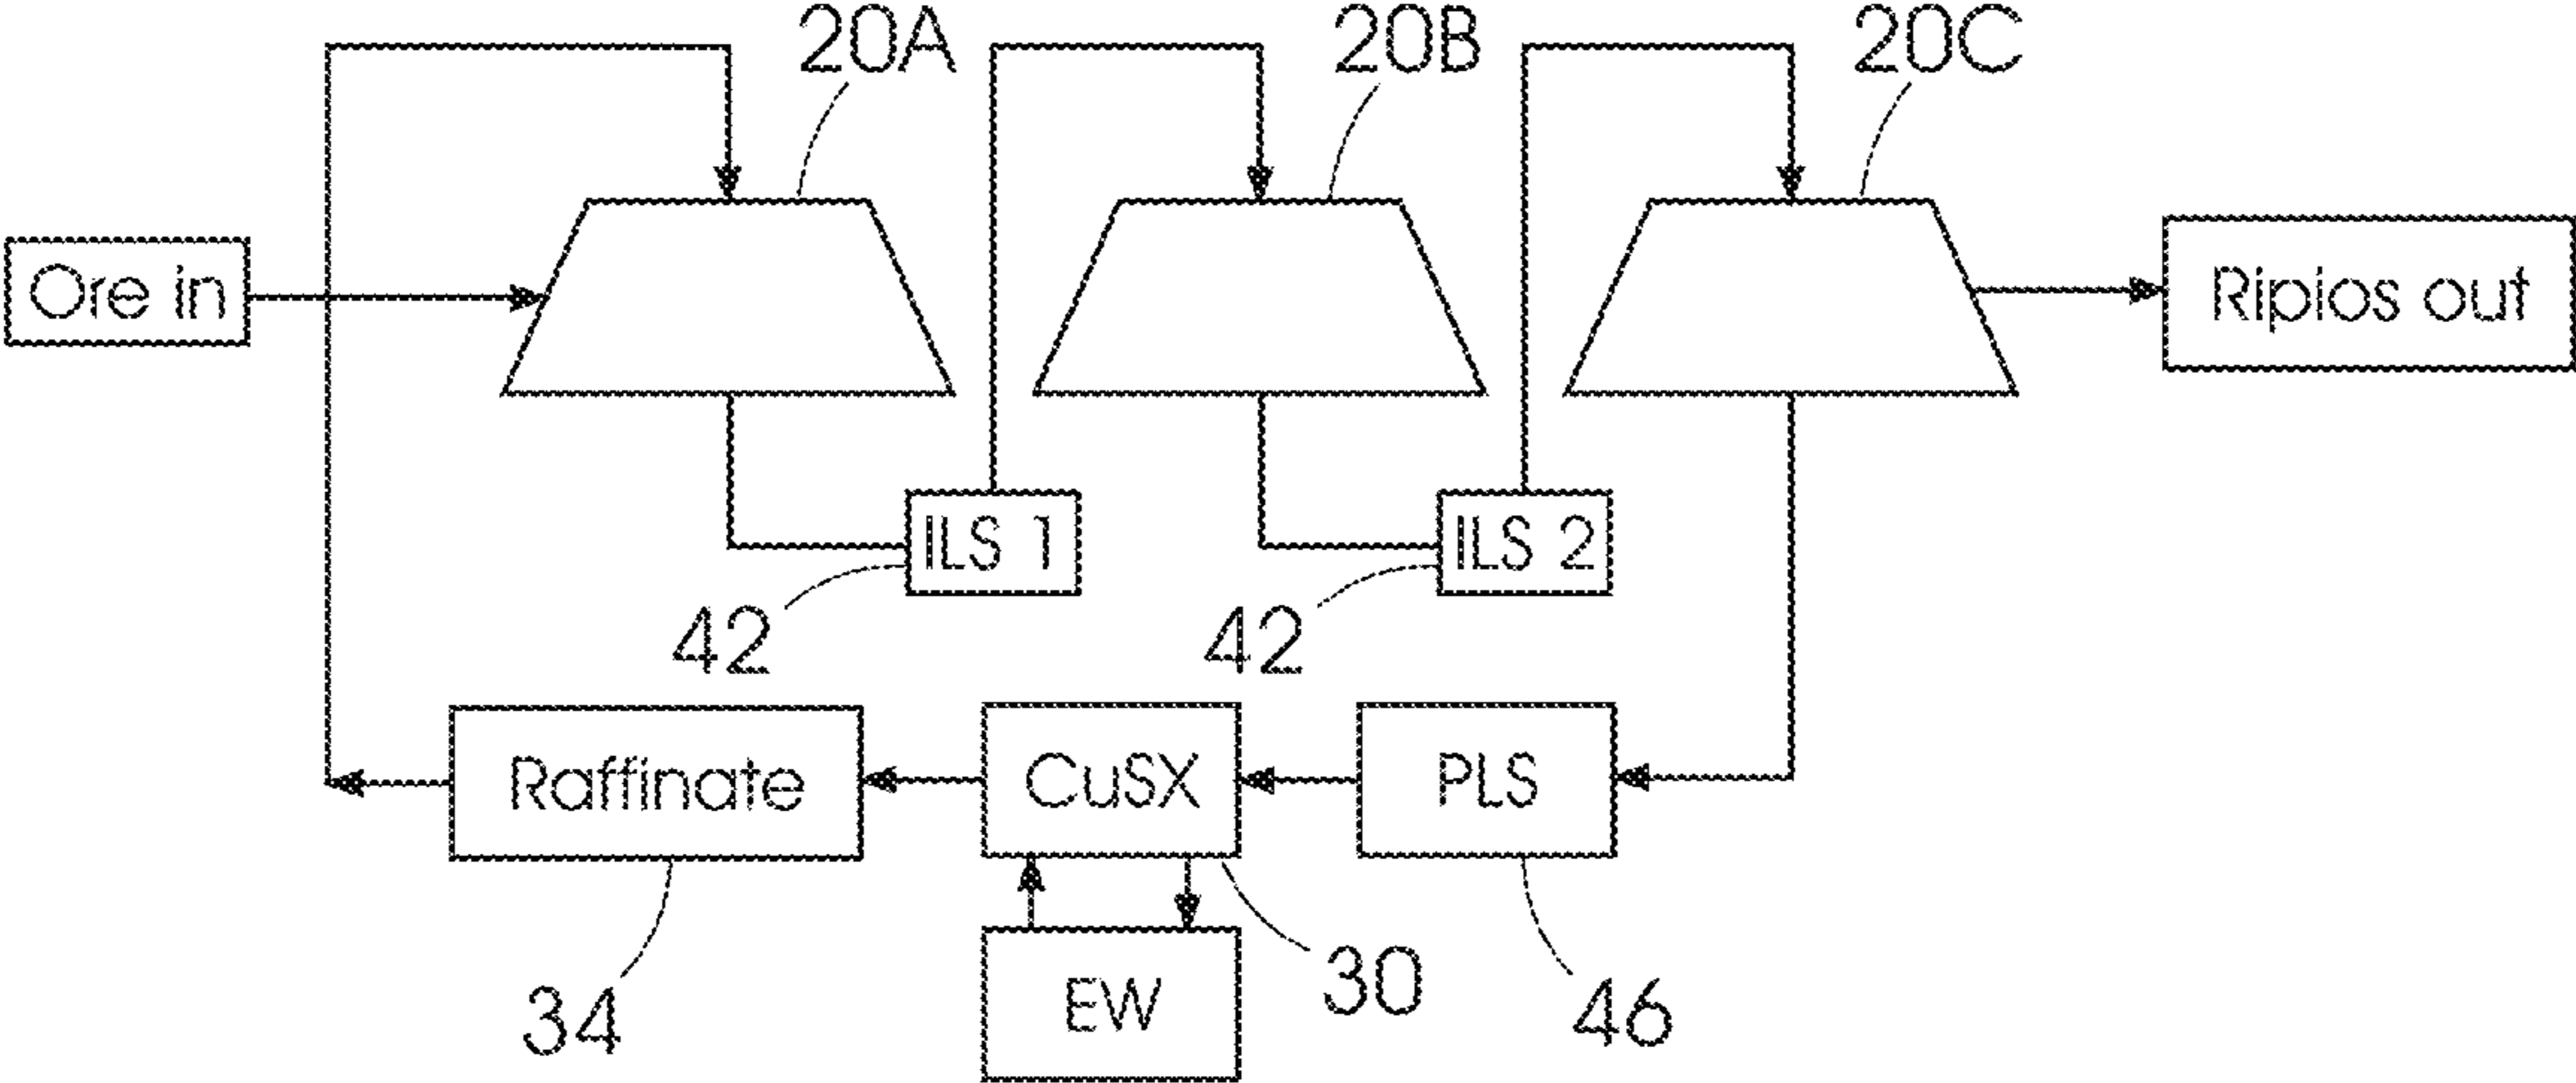 20A
20B
20C
Ore in
Ripios out
ILS 1
ILS 2
42
42
Raffinate
CuSX
PLS
34
EW
30
46